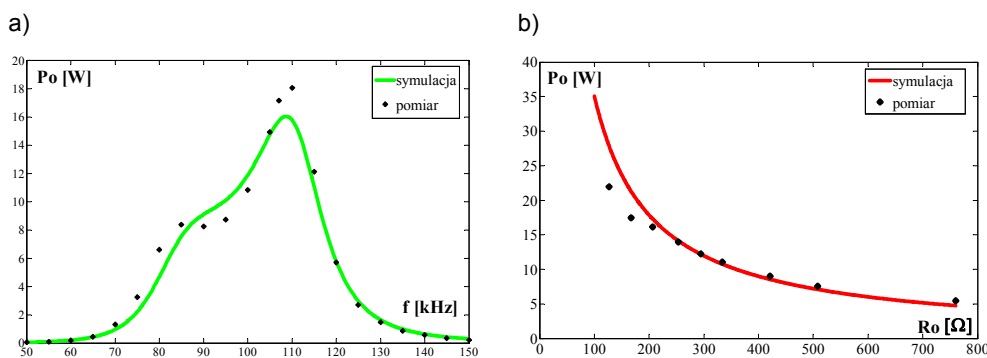 a)
Po [W]
symulacja
pomiar
20
18
16
14
12
10
8
6
4
2
0
f [kHz]
50 60 70 80 90 100 110 120 130 140 150
b)
Po [W]
symulacja
pomiar
40
35
30
25
20
15
10
5
0
Ro [Ω]
0 100 200 300 400 500 600 700 800